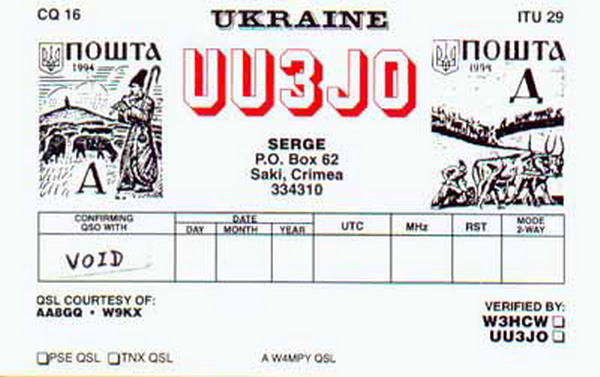 CQ 16
UKRAINE
ITU 29
ПОШТА
1994
Д
UU3JO
ПОШТА
1994
Д
SERGE
P.O. Box 62
Saki, Crimea
334310
CONFIRMING QSO WITH
DATE
DAY MONTH YEAR
UTC
MHz
RST
MODE 2-WAY
VOID
QSL COURTESY OF:
AA8GQ • W9KX
VERIFIED BY:
W3HCW
UU3JO
PSE QSL TNX QSL
A W4MPY QSL